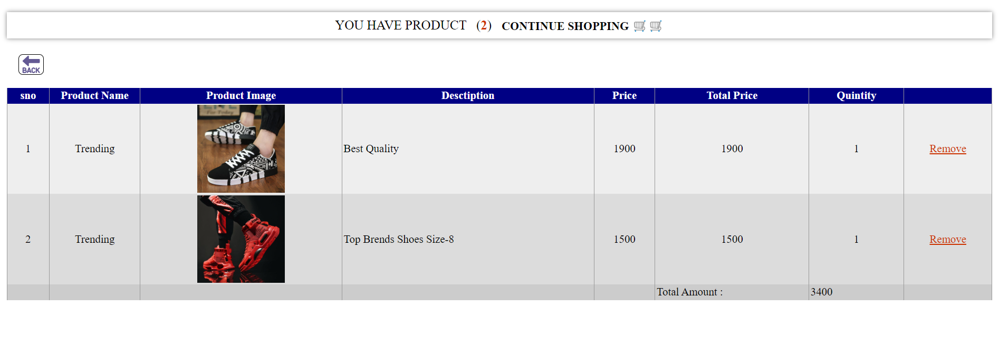 YOU HAVE PRODUCT (2) CONTINUE SHOPPING
BACK
sno Product Name Product Image Desctiption Price Total Price Quintity
For Today
1 Trending Best Quality 1900 1900 1 Remove
2 Trending Top Brends Shoes Size-8 1500 1500 1 Remove
Total Amount : 3400